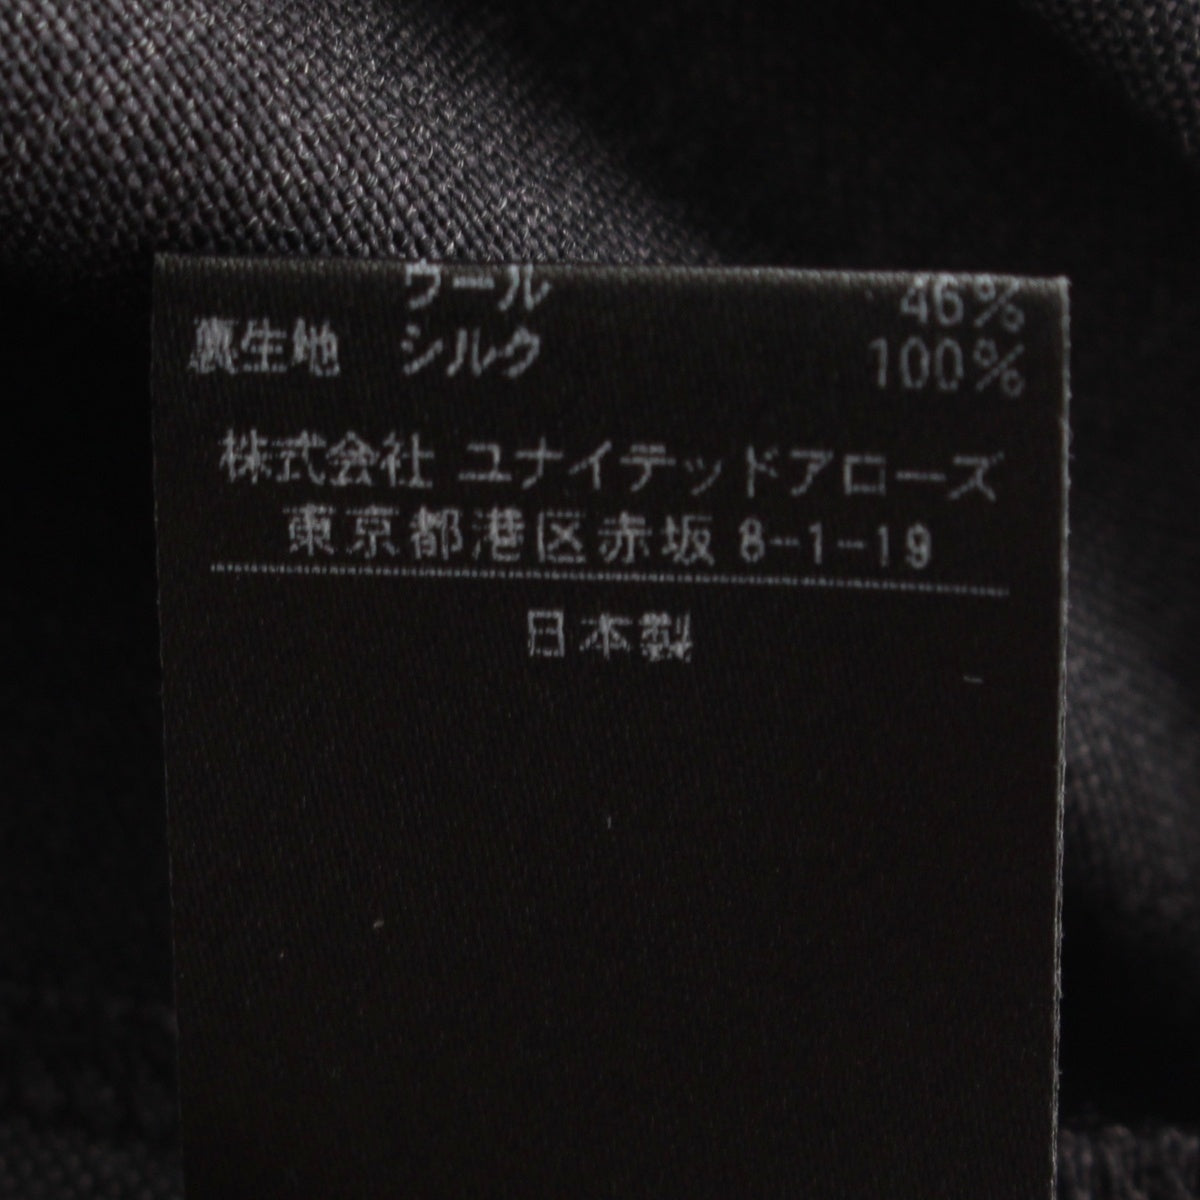 ウール 46%
裏生地 シルク 100%
株式会社 ユナイテッドアローズ
東京都港区赤坂 8-1-19
日本製